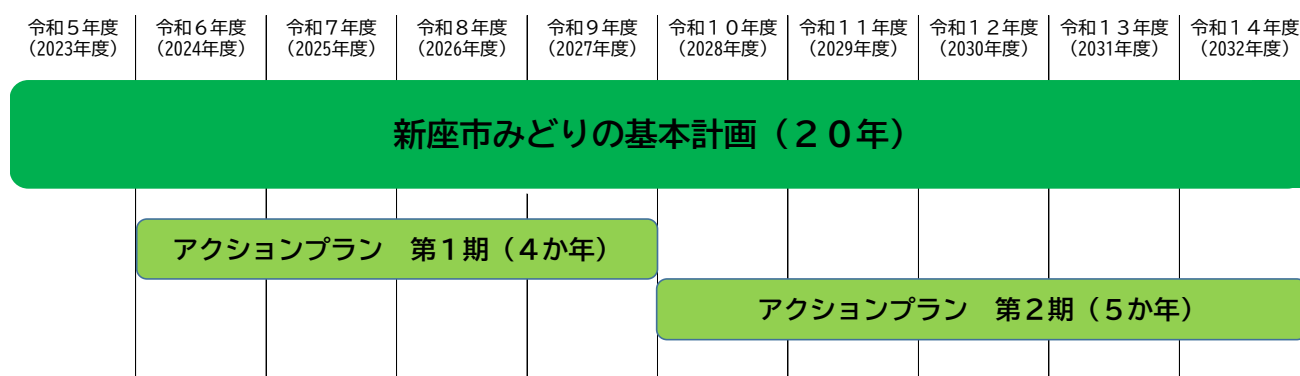 令和５年度 令和６年度 令和７年度 令和８年度 令和９年度 令和１０年度 令和１１年度 令和１２年度 令和１３年度 令和１４年度
（2023年度） （2024年度） （2025年度） （2026年度） （2027年度） （2028年度） （2029年度） （2030年度） （2031年度） （2032年度）
新座市みどりの基本計画（２０年）
アクションプラン　第１期（４か年）
アクションプラン　第２期（５か年）